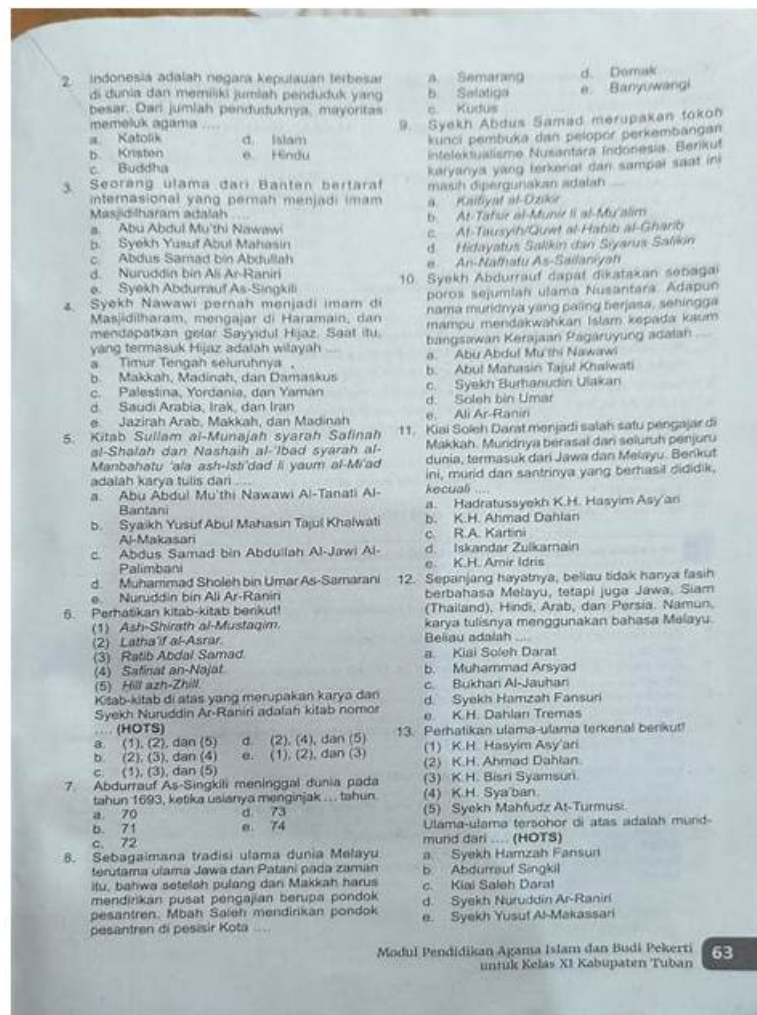 2. Indonesia adalah negara kepulauan terbesar
di dunia dan memiliki jumlah penduduk yang
besar. Dari jumlah penduduknya, mayoritas
memeluk agama ....
a. Katolik d. Islam
b. Kristen e. Hindu
c. Buddha
3. Seorang ulama dari Banten bertaraf
internasional yang pernah menjadi imam
Masjidilharam adalah ....
a. Abu Abdul Mu'thi Nawawi
b. Syekh Yusuf Abul Mahasin
c. Abdus Samad bin Abdullah
d. Nuruddin bin Ali Ar-Raniri
e. Syekh Abdurrauf As-Singkili
4. Syekh Nawawi pernah menjadi imam di
Masjidilharam, mengajar di Haramain, dan
mendapatkan gelar Sayyidul Hijaz. Saat itu,
yang termasuk Hijaz adalah wilayah ....
a. Timur Tengah seluruhnya
b. Makkah, Madinah, dan Damaskus
c. Palestina, Yordania, dan Yaman
d. Saudi Arabia, Irak, dan Iran
e. Jazirah Arab, Makkah, dan Madinah
5. Kitab Sullam al-Munajah syarah Safinah
al-Shalah dan Nashaih al-'Ibad syarah al-
Manbahatu 'ala ash-Isti'dad li yaum al-Mi'ad
adalah karya tulis dari ....
a. Abu Abdul Mu'thi Nawawi Al-Tanati Al-
Bantani
b. Syaikh Yusuf Abul Mahasin Tajul Khalwati
Al-Makasari
c. Abdus Samad bin Abdullah Al-Jawi Al-
Palimbani
d. Muhammad Sholeh bin Umar As-Samarani
e. Nuruddin bin Ali Ar-Raniri
6. Perhatikan kitab-kitab berikut!
(1) Ash-Shirath al-Mustaqim.
(2) Latha'if al-Asrar.
(3) Ratib Abdal Samad.
(4) Safinat an-Najat.
(5) Hill azh-Zhill.
Kitab-kitab di atas yang merupakan karya dari
Syekh Nuruddin Ar-Raniri adalah kitab nomor
.... (HOTS)
a. (1), (2), dan (5) d. (2), (4), dan (5)
b. (2), (3), dan (4) e. (1), (2), dan (3)
c. (1), (3), dan (5)
7. Abdurrauf As-Singkili meninggal dunia pada
tahun 1693, ketika usianya menginjak ... tahun.
a. 70 d. 73
b. 71 e. 74
c. 72
8. Sebagaimana tradisi ulama dunia Melayu
terutama ulama Jawa dan Patani pada zaman
itu, bahwa setelah pulang dari Makkah harus
mendirikan pusat pengajian berupa pondok
pesantren. Mbah Saleh mendirikan pondok
pesantren di pesisir Kota ....
a. Semarang d. Demak
b. Salatiga e. Banyuwangi
c. Kudus
9. Syekh Abdus Samad merupakan tokoh
kunci pembuka dan pelopor perkembangan
intelektualisme Nusantara Indonesia. Berikut
karyanya yang terkenal dan sampai saat ini
masih dipergunakan adalah ....
a. Kaifiyat al-Dzikir
b. At-Tafsir al-Munir li al-Mu'alim
c. At-Tausyih/Quwt al-Habib al-Gharib
d. Hidayatus Salikin dan Siyarus Salikin
e. An-Nafhatu As-Sailaniyah
10. Syekh Abdurrauf dapat dikatakan sebagai
poros sejumlah ulama Nusantara. Adapun
nama muridnya yang paling berjasa, sehingga
mampu mendakwahkan Islam kepada kaum
bangsawan Kerajaan Pagaruyung adalah ....
a. Abu Abdul Mu'thi Nawawi
b. Abul Mahasin Tajul Khalwati
c. Syekh Burhanudin Ulakan
d. Soleh bin Umar
e. Ali Ar-Raniri
11. Kiai Soleh Darat menjadi salah satu pengajar di
Makkah. Muridnya berasal dari seluruh penjuru
dunia, termasuk dari Jawa dan Melayu. Berikut
ini, murid dan santrinya yang berhasil dididik,
kecuali ....
a. Hadratussyekh K.H. Hasyim Asy'ari
b. K.H. Ahmad Dahlan
c. R.A. Kartini
d. Iskandar Zulkarnain
e. K.H. Amir Idris
12. Sepanjang hayatnya, beliau tidak hanya fasih
berbahasa Melayu, tetapi juga Jawa, Siam
(Thailand), Hindi, Arab, dan Persia. Namun,
karya tulisnya menggunakan bahasa Melayu.
Beliau adalah ....
a. Kiai Soleh Darat
b. Muhammad Arsyad
c. Bukhari Al-Jauhari
d. Syekh Hamzah Fansuri
e. K.H. Dahlan Tremas
13. Perhatikan ulama-ulama terkenal berikut!
(1) K.H. Hasyim Asy'ari.
(2) K.H. Ahmad Dahlan.
(3) K.H. Bisri Syamsuri.
(4) K.H. Sya'ban.
(5) Syekh Mahfudz At-Turmusi.
Ulama-ulama tersohor di atas adalah murid-
murid dari .... (HOTS)
a. Syekh Hamzah Fansuri
b. Abdurrauf Singkil
c. Kiai Saleh Darat
d. Syekh Nuruddin Ar-Raniri
e. Syekh Yusuf Al-Makassari
Modul Pendidikan Agama Islam dan Budi Pekerti
untuk Kelas XI Kabupaten Tuban
63